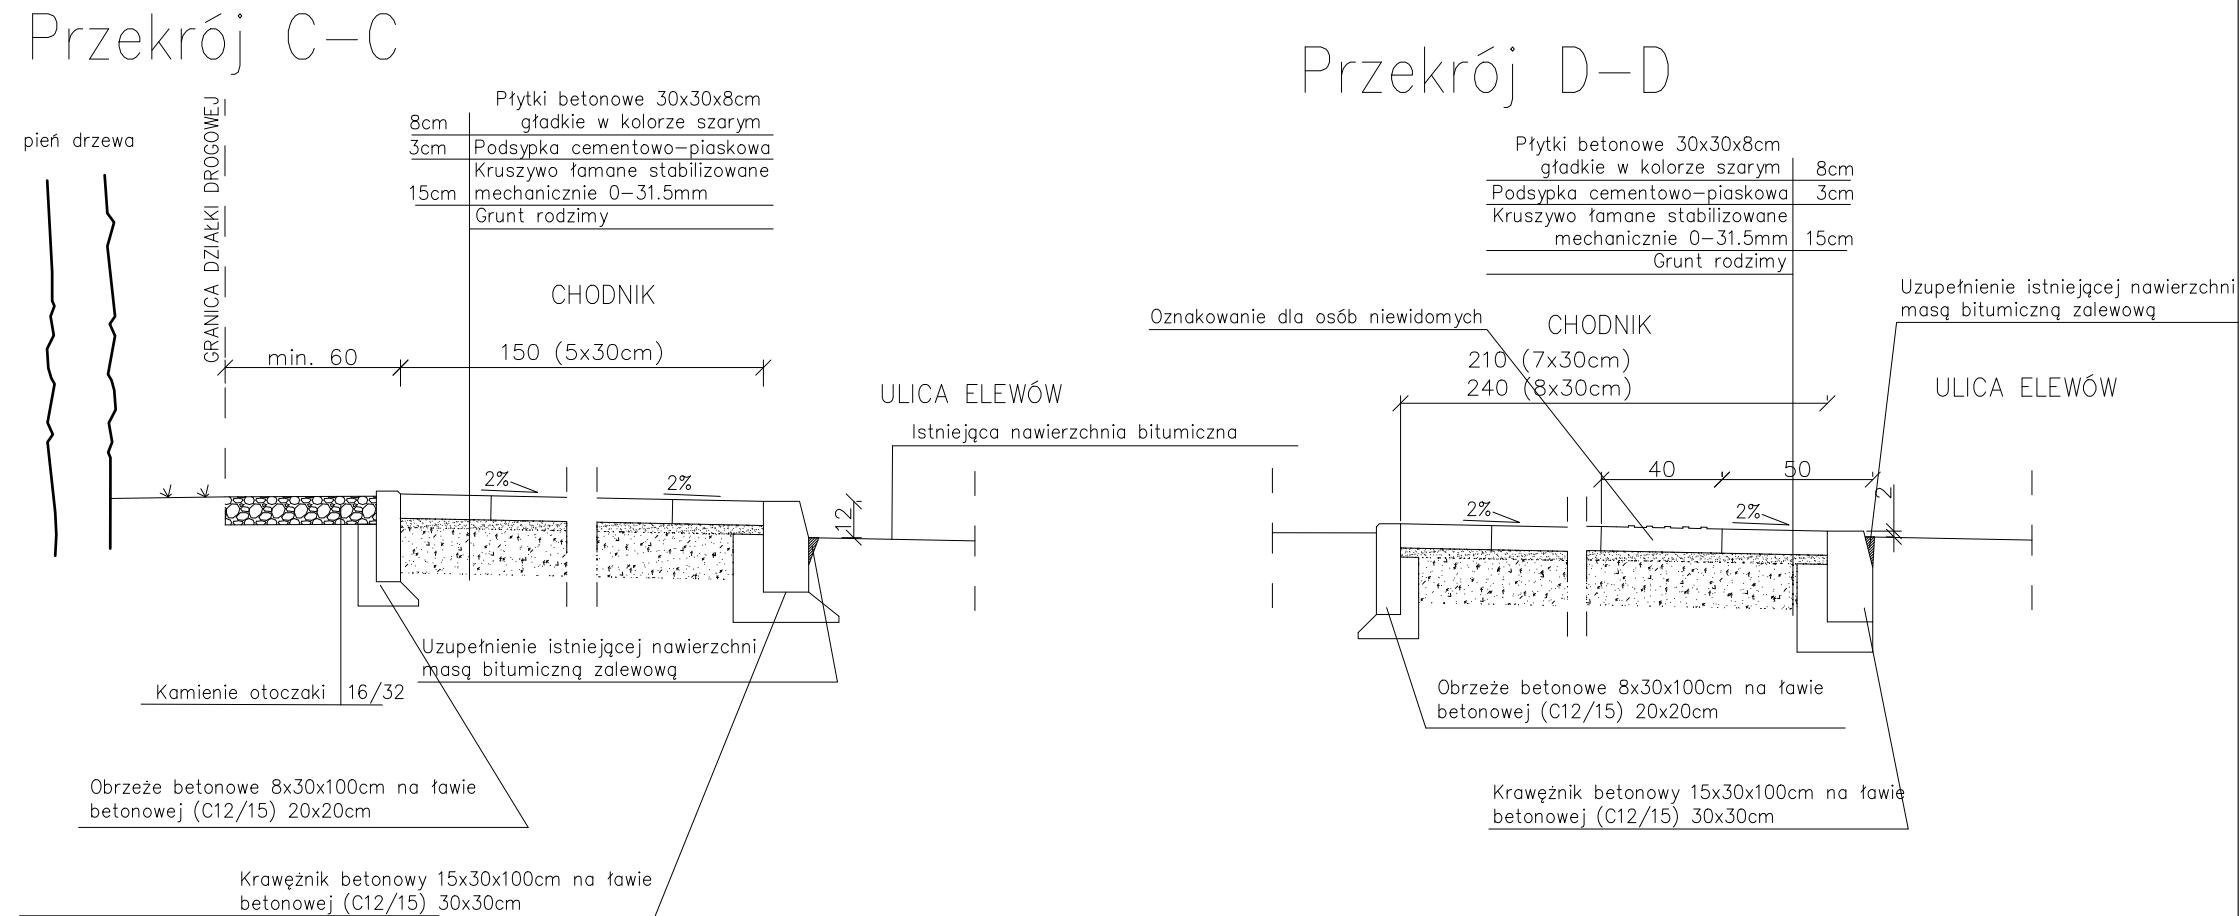 Przekrój C-C
pień drzewa
GRANICA DZIAŁKI DROGOWEJ
Płytki betonowe 30x30x8cm
8cm gładkie w kolorze szarym
3cm Podsypka cementowo-piaskowa
Kruszywo łamane stabilizowane
15cm mechanicznie 0-31.5mm
Grunt rodzimy
CHODNIK
min. 60
150 (5x30cm)
ULICA ELEWÓW
Istniejąca nawierzchnia bitumiczna
2%
2%
12
Uzupełnienie istniejącej nawierzchni
masą bitumiczną zalewową
Kamienie otoczaki 16/32
Obrzeże betonowe 8x30x100cm na ławie
betonowej (C12/15) 20x20cm
Krawężnik betonowy 15x30x100cm na ławie
betonowej (C12/15) 30x30cm
Przekrój D-D
Płytki betonowe 30x30x8cm
gładkie w kolorze szarym 8cm
Podsypka cementowo-piaskowa 3cm
Kruszywo łamane stabilizowane
mechanicznie 0-31.5mm 15cm
Grunt rodzimy
Uzupełnienie istniejącej nawierzchni
masą bitumiczną zalewową
Oznakowanie dla osób niewidomych
CHODNIK
210 (7x30cm)
240 (8x30cm)
ULICA ELEWÓW
40
50
2
2%
2%
Obrzeże betonowe 8x30x100cm na ławie
betonowej (C12/15) 20x20cm
Krawężnik betonowy 15x30x100cm na ławie
betonowej (C12/15) 30x30cm